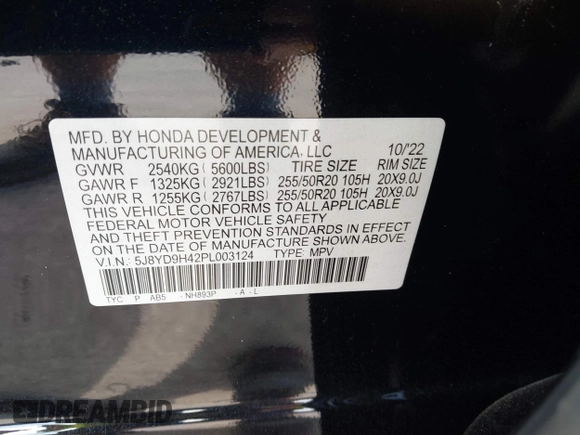 MFD. BY HONDA DEVELOPMENT &
MANUFACTURING OF AMERICA, LLC 10/'22
GVWR 2540KG ( 5600LBS) TIRE SIZE RIM SIZE
GAWR F 1325KG ( 2921LBS) 255/50R20 105H 20X9.0J
GAWR R 1255KG ( 2767LBS) 255/50R20 105H 20X9.0J
THIS VEHICLE CONFORMS TO ALL APPLICABLE
FEDERAL MOTOR VEHICLE SAFETY
AND THEFT PREVENTION STANDARDS IN EFFECT
ON THE DATE OF MANUFACTURE SHOWN ABOVE.
V.I.N.: 5J8YD9H42PL003124 TYPE: MPV
TYC P AB5 -NH893P -A-L
DREAMBID